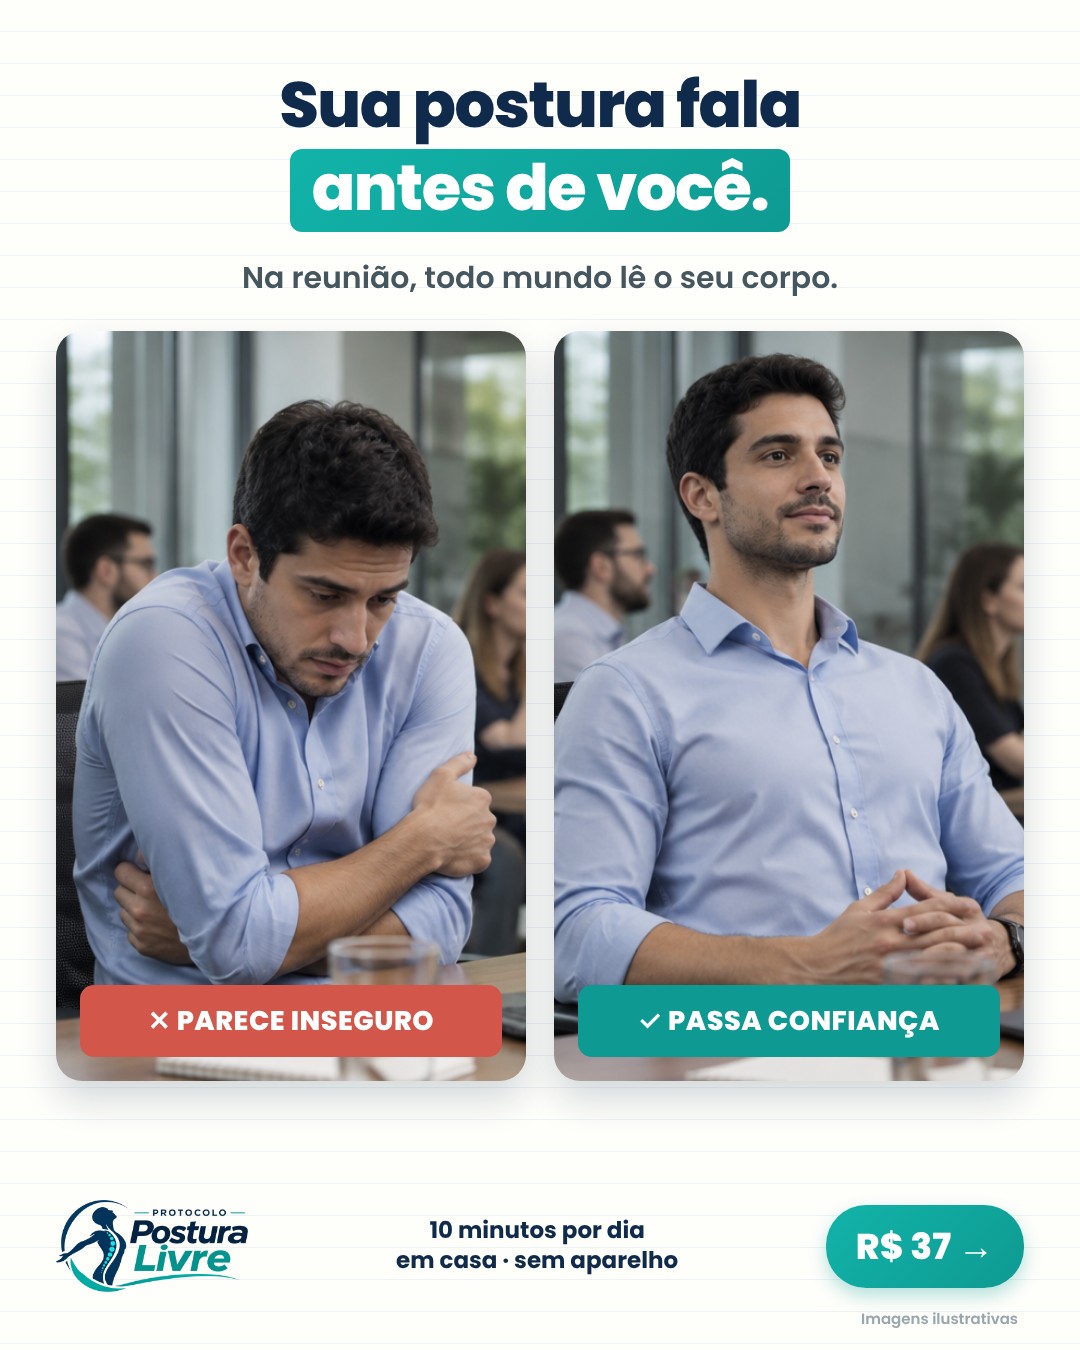 Sua postura fala
antes de você.
Na reunião, todo mundo lê o seu corpo.
✕ PARECE INSEGURO
✓ PASSA CONFIANÇA
PROTOCOLO
Postura
Livre
10 minutos por dia
em casa · sem aparelho
R$ 37 →
Imagens ilustrativas